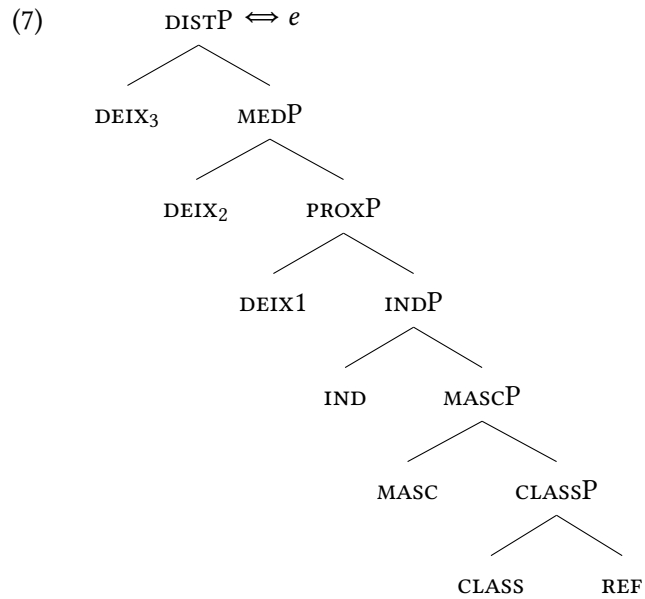 (7) DISTP ⇔ e
DEIX₃ MEDP
DEIX₂ PROXP
DEIX1 INDP
IND MASCP
MASC CLASSP
CLASS REF